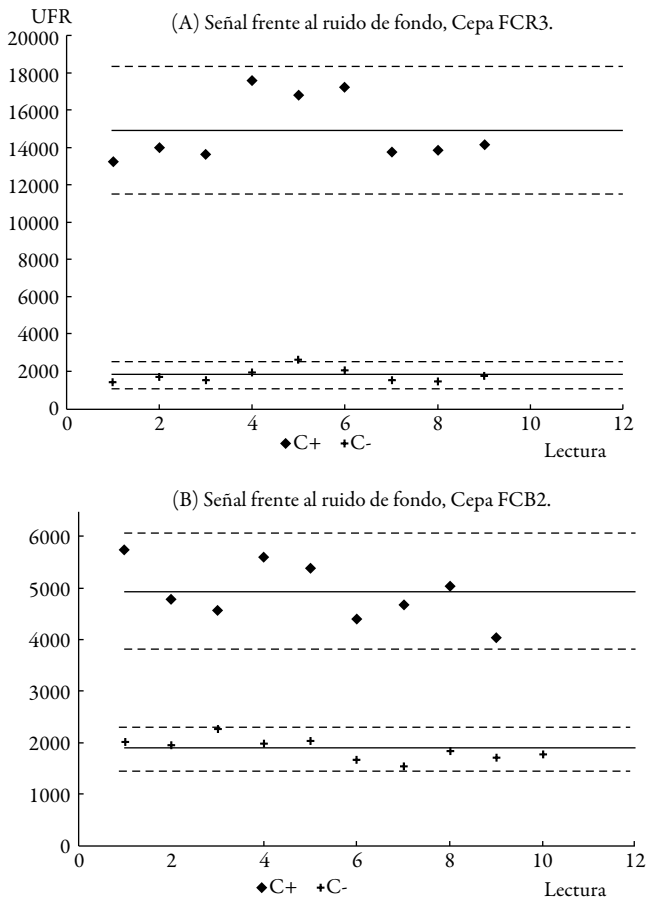 UFR
(A) Señal frente al ruido de fondo, Cepa FCR3.
20000
18000
16000
14000
12000
10000
8000
6000
4000
2000
0
0 2 4 6 8 10 12
C+ C-
Lectura
(B) Señal frente al ruido de fondo, Cepa FCB2.
6000
5000
4000
3000
2000
1000
0
0 2 4 6 8 10 12
C+ C-
Lectura